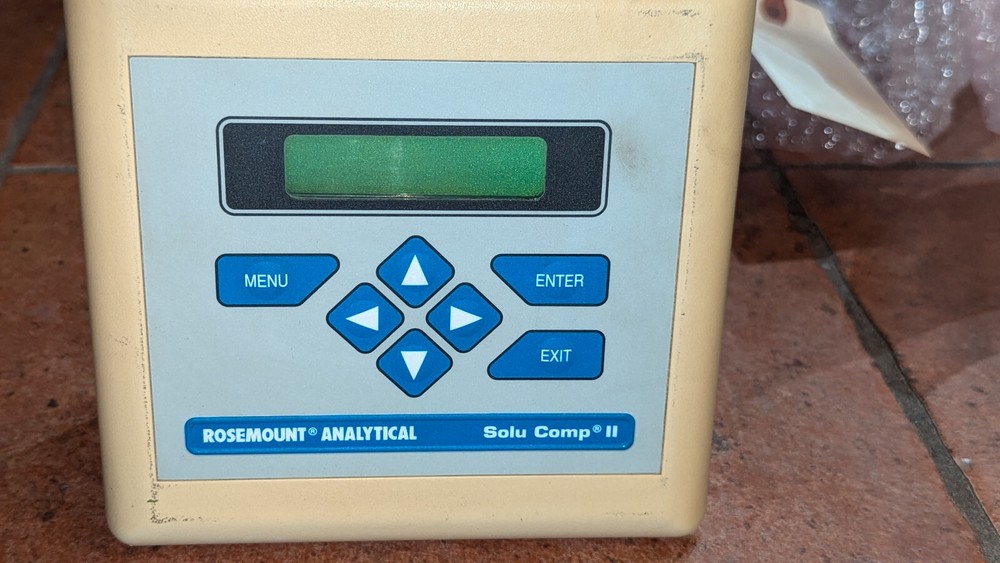 MENU
ENTER
EXIT
ROSEMOUNT® ANALYTICAL Solu Comp® II